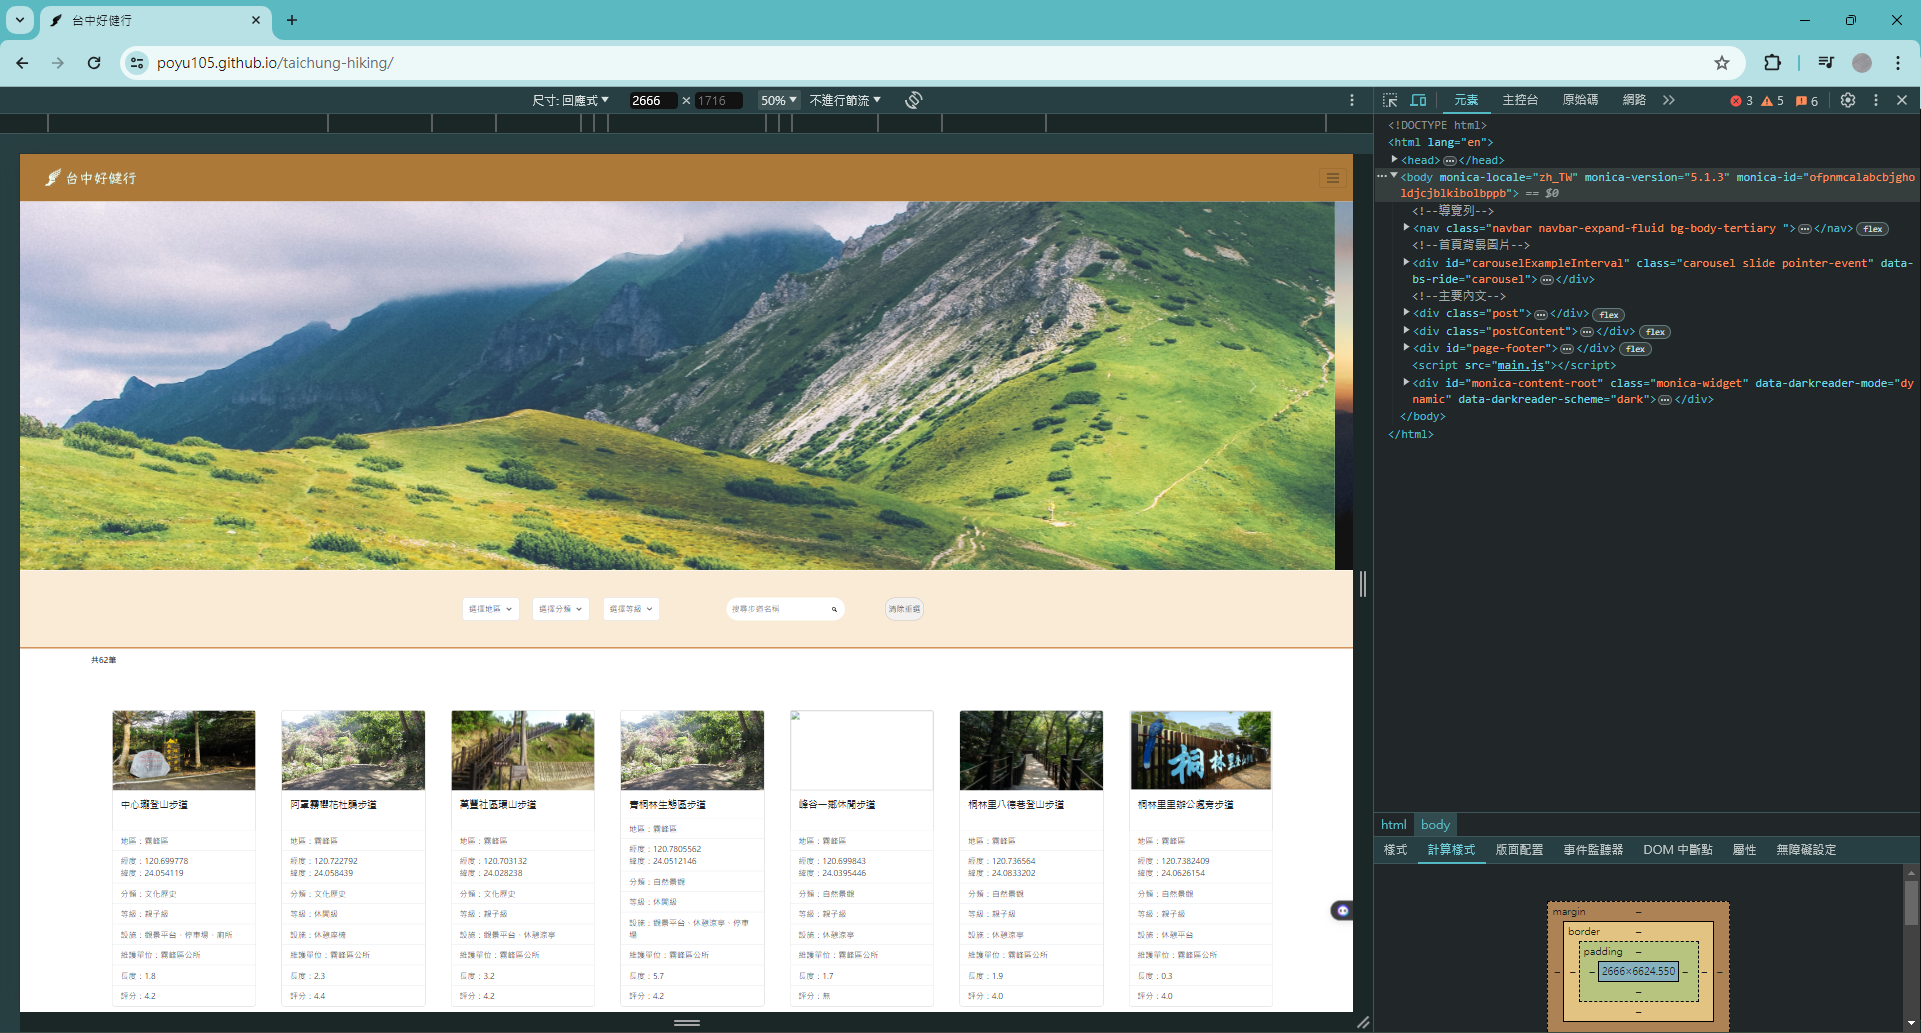 台中好健行
poyu105.github.io/taichung-hiking/
尺寸: 回應式 ▼ 2666 × 1716 50% ▼ 不進行節流 ▼
元素 主控台 原始碼 網路 3 5 6
台中好健行
選擇地區 選擇分類 選擇等級 搜尋步道名稱 清除重選
共62筆
中心瓏登山步道
地區：霧峰區
經度：120.699778
緯度：24.054119
分類：文化歷史
等級：親子級
設施：觀景平台、停車場、廁所
維護單位：霧峰區公所
長度：1.8
評分：4.2
阿罩霧櫻花杜鵑步道
地區：霧峰區
經度：120.722792
緯度：24.058439
分類：文化歷史
等級：休閒級
設施：休憩座椅
維護單位：霧峰區公所
長度：2.3
評分：4.4
萬豐社區環山步道
地區：霧峰區
經度：120.703132
緯度：24.028238
分類：文化歷史
等級：親子級
設施：觀景平台、休憩涼亭
維護單位：霧峰區公所
長度：3.2
評分：4.2
青桐林生態區步道
地區：霧峰區
經度：120.7805562
緯度：24.0512146
分類：自然景觀
等級：休閒級
設施：觀景平台、休憩涼亭、停車
場
維護單位：霧峰區公所
長度：5.7
評分：4.2
峰谷一鄰休閒步道
地區：霧峰區
經度：120.699843
緯度：24.0395446
分類：自然景觀
等級：親子級
設施：休憩涼亭
維護單位：霧峰區公所
長度：1.7
評分：無
桐林里八德巷登山步道
地區：霧峰區
經度：120.736564
緯度：24.0833202
分類：自然景觀
等級：親子級
設施：休憩涼亭
維護單位：霧峰區公所
長度：1.9
評分：4.0
桐林里
桐林里里辦公處旁步道
地區：霧峰區
經度：120.7382409
緯度：24.0626154
分類：自然景觀
等級：親子級
設施：休憩平台
維護單位：霧峰區公所
長度：0.3
評分：4.0
<!DOCTYPE html>
<html lang="en">
<head>…</head>
<body monica-locale="zh_TW" monica-version="5.1.3" monica-id="ofpnmcalabcbjgho
ldjcjblkibolbppb"> == $0
<!--導覽列-->
<nav class="navbar navbar-expand-fluid bg-body-tertiary ">…</nav> flex
<!--首頁背景圖片-->
<div id="carouselExampleInterval" class="carousel slide pointer-event" data-
bs-ride="carousel">…</div>
<!--主要內文-->
<div class="post">…</div> flex
<div class="postContent">…</div> flex
<div id="page-footer">…</div> flex
<script src="main.js"></script>
<div id="monica-content-root" class="monica-widget" data-darkreader-mode="dy
namic" data-darkreader-scheme="dark">…</div>
</body>
</html>
html body
樣式 計算樣式 版面配置 事件監聽器 DOM 中斷點 屬性 無障礙設定
margin –
border –
padding –
– – – 2666×6624.550 – – –
–
–